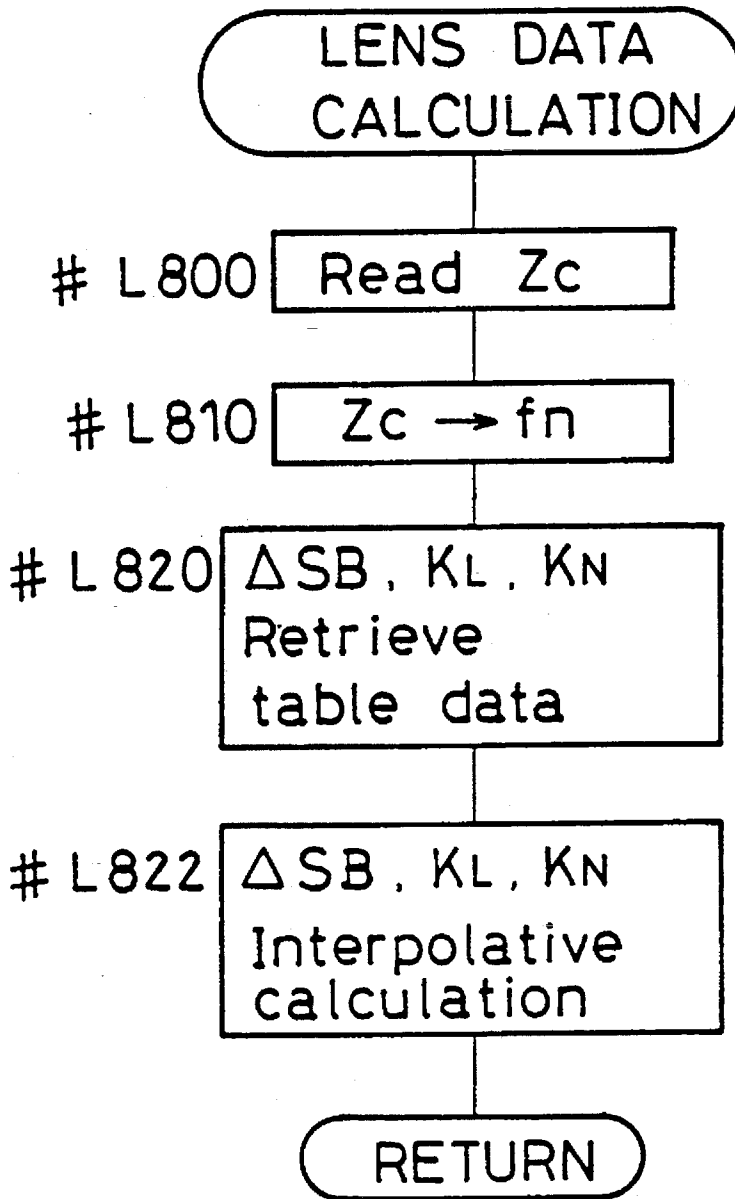 LENS DATA
CALCULATION
# L800 Read Zc
# L810 Zc → fn
# L820 ΔSB, KL, KN
Retrieve
table data
# L822 ΔSB, KL, KN
Interpolative
calculation
RETURN